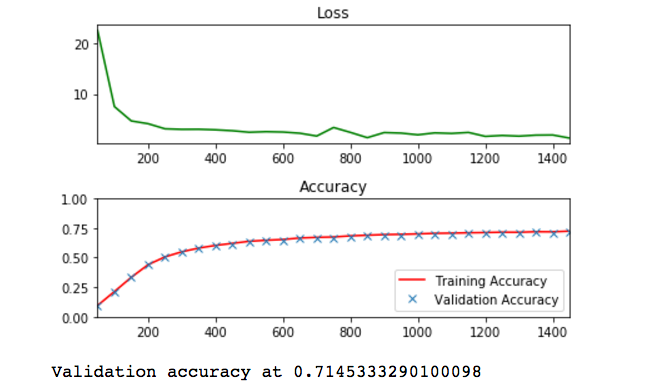 Loss
20
10
200 400 600 800 1000 1200 1400
Accuracy
1.00
0.75
0.50
0.25
0.00
Training Accuracy
Validation Accuracy
200 400 600 800 1000 1200 1400
Validation accuracy at 0.7145333290100098